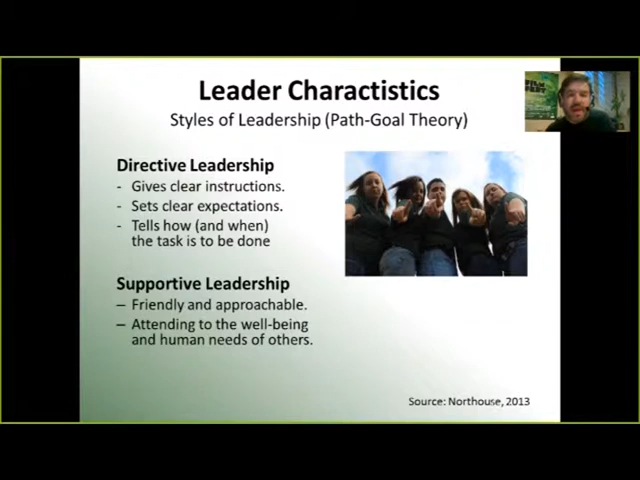 Leader Charactistics
Styles of Leadership (Path-Goal Theory)
Directive Leadership
- Gives clear instructions.
- Sets clear expectations.
- Tells how (and when)
the task is to be done
Supportive Leadership
– Friendly and approachable.
– Attending to the well-being
and human needs of others.
Source: Northouse, 2013